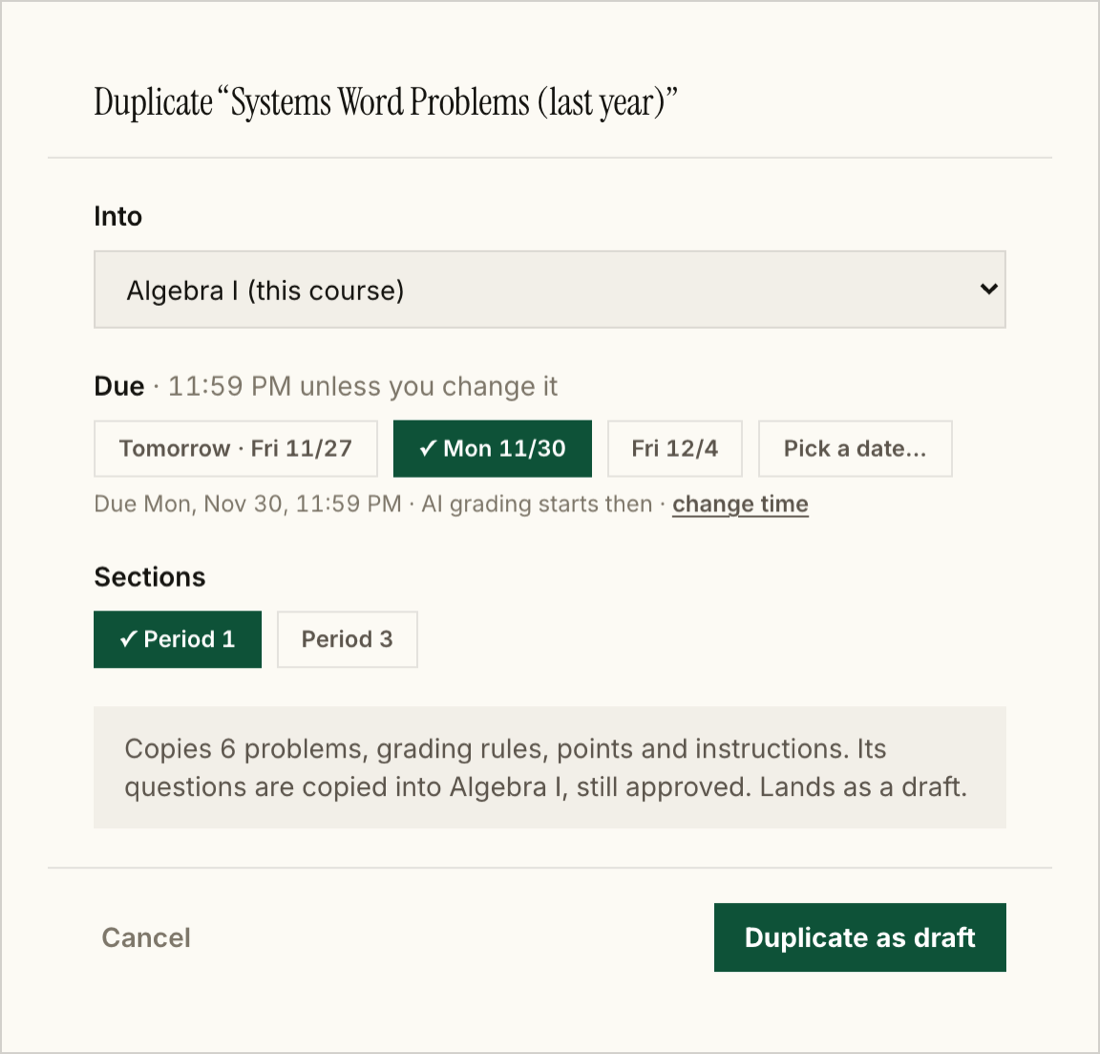 Duplicate “Systems Word Problems (last year)”
Into
Algebra I (this course)
Due · 11:59 PM unless you change it
Tomorrow · Fri 11/27
✓ Mon 11/30
Fri 12/4
Pick a date...
Due Mon, Nov 30, 11:59 PM · AI grading starts then · change time
Sections
✓ Period 1
Period 3
Copies 6 problems, grading rules, points and instructions. Its
questions are copied into Algebra I, still approved. Lands as a draft.
Cancel
Duplicate as draft